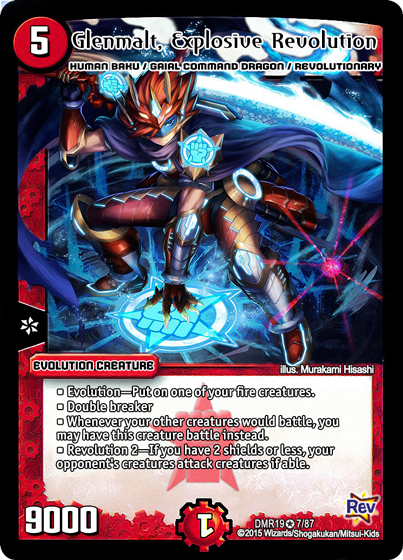 5 Glenmalt, Explosive Revolution
HUMAN BAKU / GAIAL COMMAND DRAGON / REVOLUTIONARY
EVOLUTION CREATURE
illus. Murakami Hisashi
▪ Evolution—Put on one of your fire creatures.
▪ Double breaker
▪ Whenever your other creatures would battle, you
may have this creature battle instead.
▪ Revolution 2—If you have 2 shields or less, your
opponent's creatures attack creatures if able.
9000
1
Rev
DMR19 ✪ 7/87
©2015 Wizards/Shogakukan/Mitsui-Kids